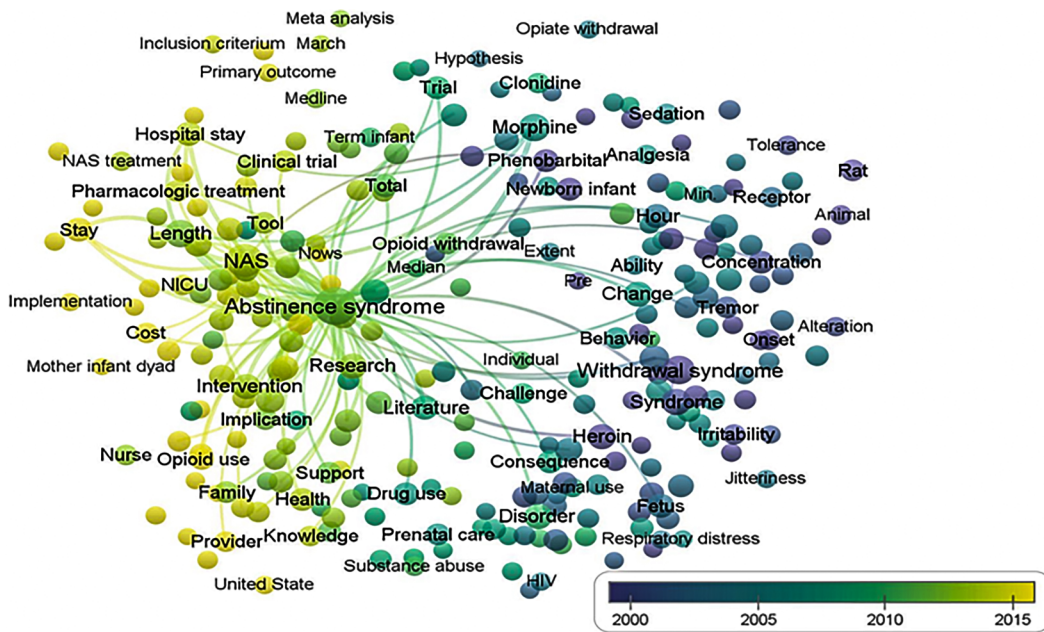 Meta analysis
Opiate withdrawal
Inclusion criterium
March
Hypothesis
Primary outcome
Trial
Clonidine
Medline
Sedation
Hospital stay
Term infant
Morphine
Tolerance
NAS treatment
Clinical trial
Phenobarbital
Analgesia
Rat
Pharmacologic treatment
Total
Newborn infant
Min.
Receptor
Stay
Length
Tool
Hour
Animal
Nows
Opioid withdrawal
Extent
NAS
Median
Ability
Concentration
NICU
Pre
Change
Implementation
Abstinence syndrome
Tremor
Cost
Behavior
Onset
Alteration
Mother infant dyad
Research
Individual
Withdrawal syndrome
Intervention
Challenge
Implication
Literature
Syndrome
Heroin
Irritability
Nurse
Opioid use
Consequence
Support
Jitteriness
Family
Health
Drug use
Maternal use
Fetus
Disorder
Provider
Knowledge
Prenatal care
Respiratory distress
Substance abuse
United State
HIV
2000
2005
2010
2015